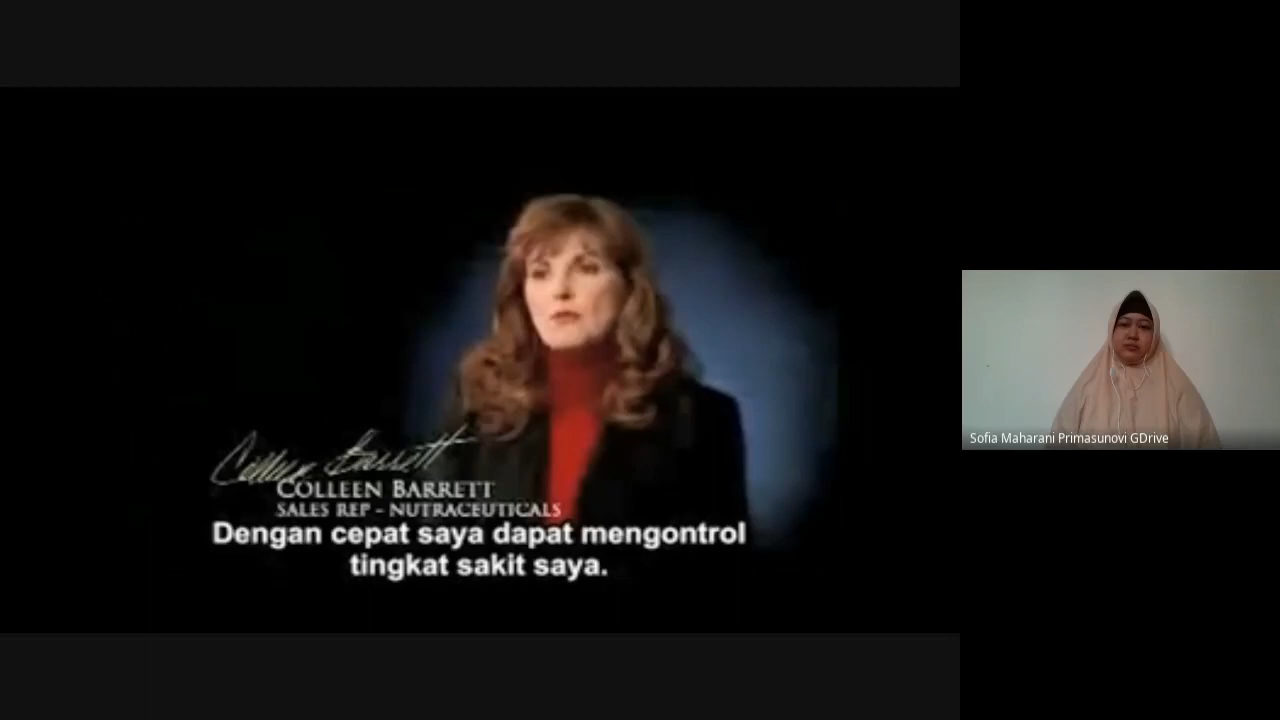 Colleen Barrett
COLLEEN BARRETT
SALES REP - NUTRACEUTICALS
Dengan cepat saya dapat mengontrol
tingkat sakit saya.
Sofia Maharani Primasunovi GDrive